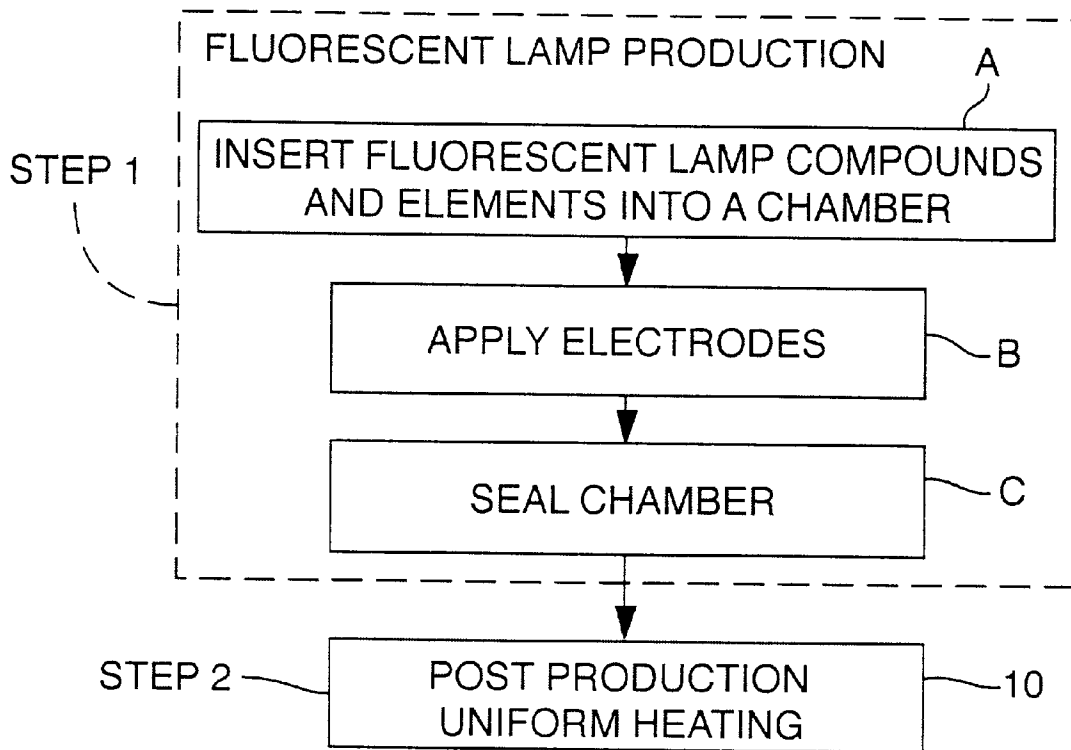 FLUORESCENT LAMP PRODUCTION
A
STEP 1
INSERT FLUORESCENT LAMP COMPOUNDS
AND ELEMENTS INTO A CHAMBER
APPLY ELECTRODES
B
SEAL CHAMBER
C
STEP 2
POST PRODUCTION
UNIFORM HEATING
10